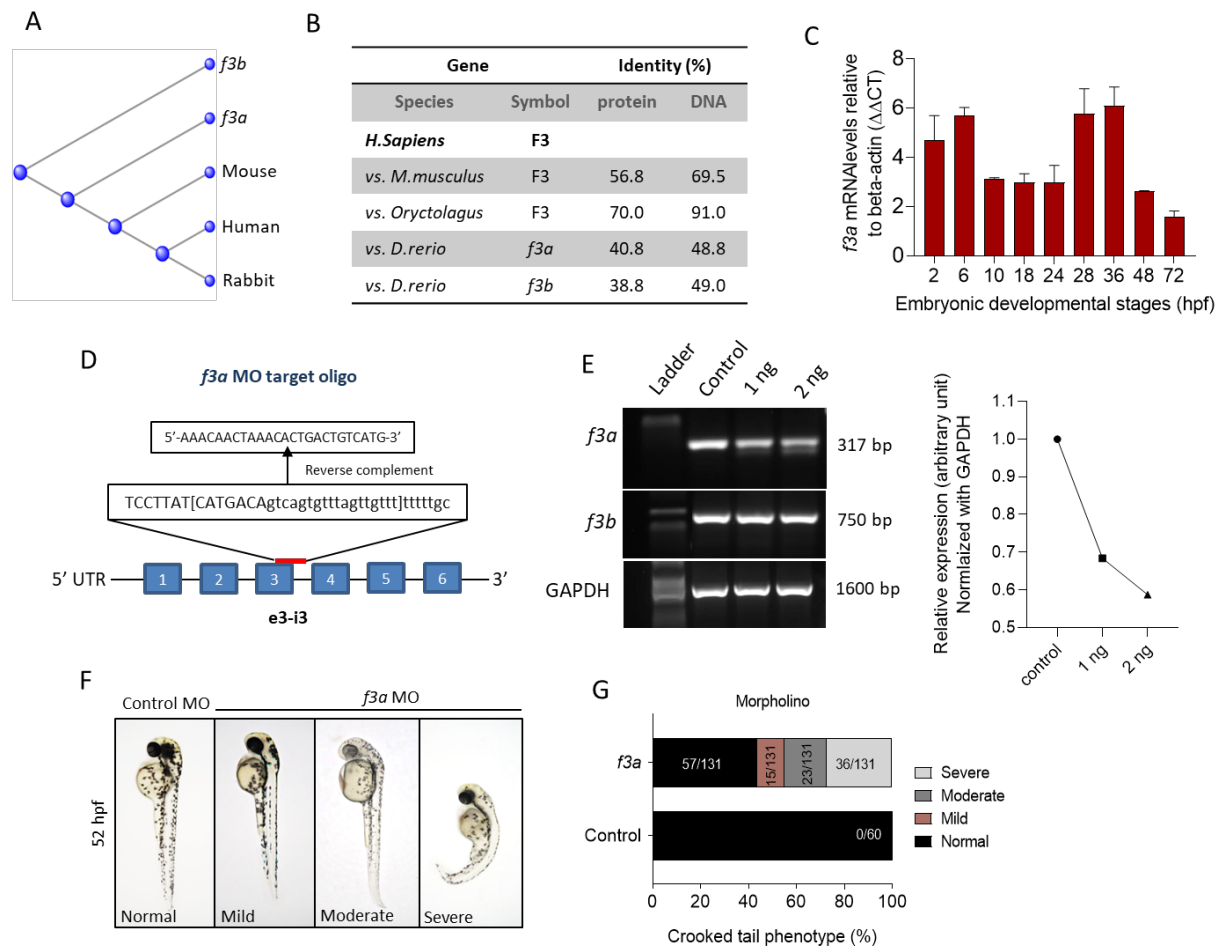 A
f3b
f3a
Mouse
Human
Rabbit
B
Gene Identity (%)
Species Symbol protein DNA
H.Sapiens F3
vs. M.musculus F3 56.8 69.5
vs. Oryctolagus F3 70.0 91.0
vs. D.rerio f3a 40.8 48.8
vs. D.rerio f3b 38.8 49.0
C
f3a mRNAlevels relative
to beta-actin (ΔΔCT)
8
6
4
2
0
2 6 10 18 24 28 36 48 72
Embryonic developmental stages (hpf)
D
f3a MO target oligo
5’-AAACAACTAAACACTGACTGTCATG-3’
Reverse complement
TCCTTAT[CATGACAgtcagtgtttagttgttt]tttttgc
5’ UTR 1 2 3 4 5 6 3’
e3-i3
E
Ladder Control 1 ng 2 ng
f3a 317 bp
f3b 750 bp
GAPDH 1600 bp
Relative expression (arbitrary unit)
Normlaized with GAPDH
1.1
1.0
0.9
0.8
0.7
0.6
0.5
control 1 ng 2 ng
F
Control MO f3a MO
52 hpf
Normal Mild Moderate Severe
G
Morpholino
f3a 57/131 15/131 23/131 36/131
Control 0/60
0 20 40 60 80 100
Crooked tail phenotype (%)
Severe
Moderate
Mild
Normal